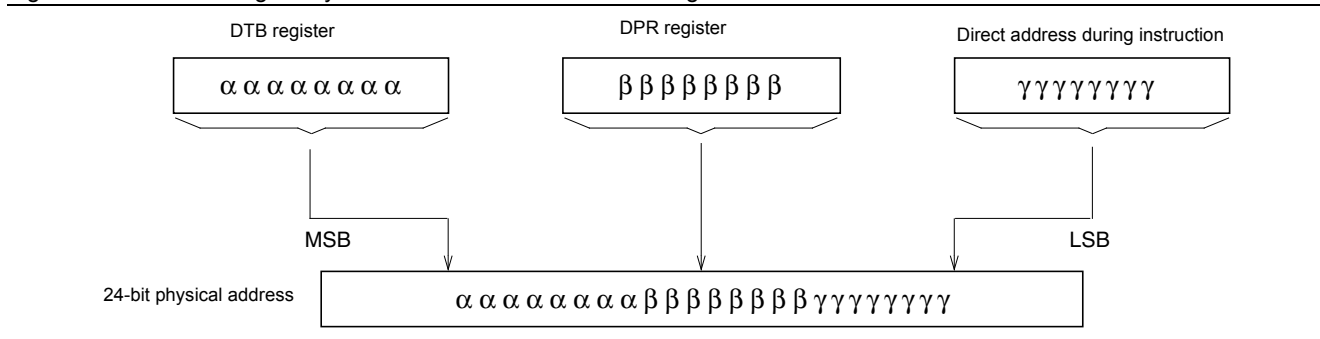 DTB register
DPR register
Direct address during instruction
α α α α α α α α
β β β β β β β β
γ γ γ γ γ γ γ γ
MSB
LSB
24-bit physical address
α α α α α α α α β β β β β β β β γ γ γ γ γ γ γ γ